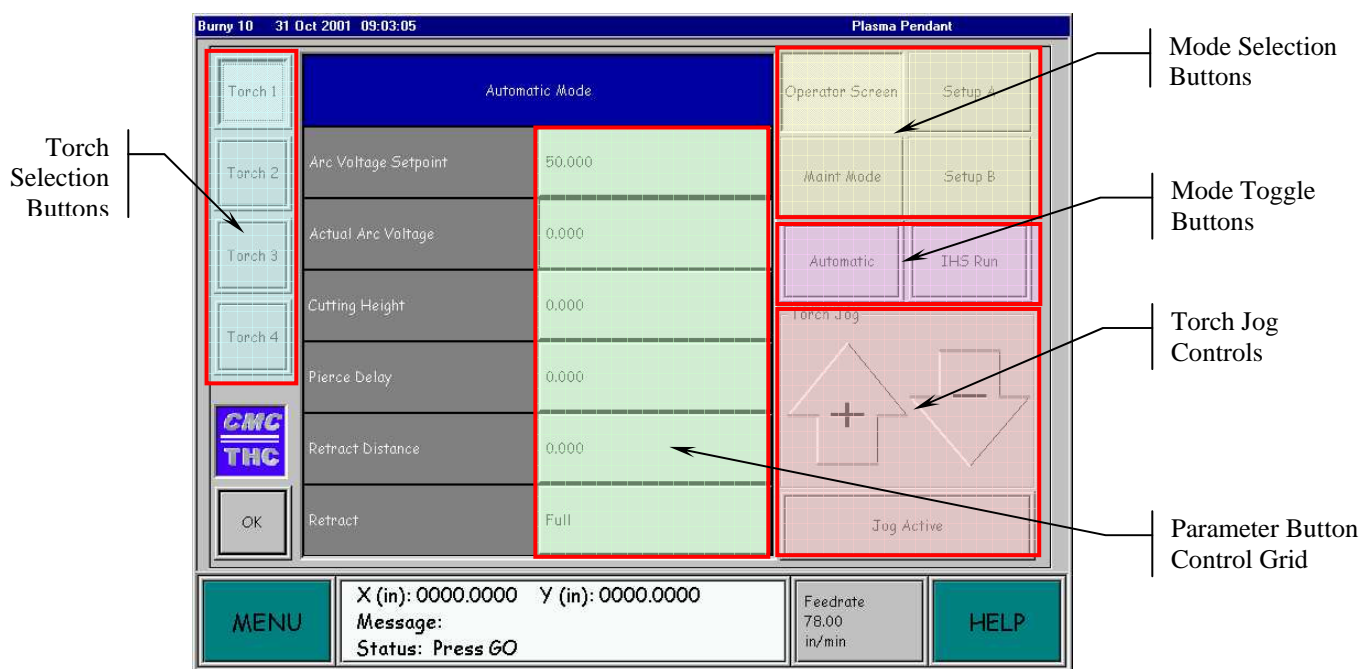 Burny 10 31 Oct 2001 09:03:05 Plasma Pendant
Torch 1
Torch 2
Torch 3
Torch 4
CMC
THC
OK
Automatic Mode
Arc Voltage Setpoint 50.000
Actual Arc Voltage 0.000
Cutting Height 0.000
Pierce Delay 0.000
Retract Distance 0.000
Retract Full
Operator Screen Setup A
Maint Mode Setup B
Automatic IHS Run
Torch Jog
+ −
Jog Active
MENU
X (in): 0000.0000 Y (in): 0000.0000
Message:
Status: Press GO
Feedrate
78.00
in/min
HELP
Torch
Selection
Buttons
Mode Selection
Buttons
Mode Toggle
Buttons
Torch Jog
Controls
Parameter Button
Control Grid